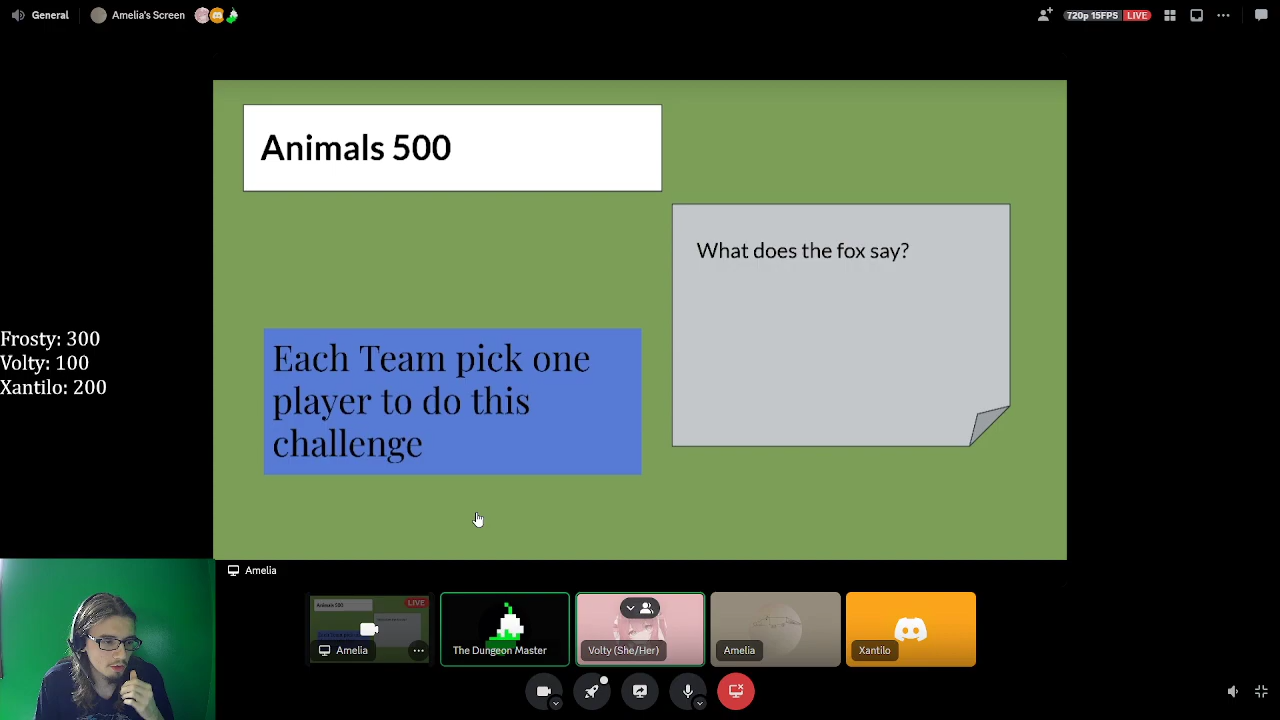 General
Amelia's Screen
720p 15FPS
LIVE
Animals 500
What does the fox say?
Frosty: 300
Volty: 100
Xantilo: 200
Each Team pick one
player to do this
challenge
Amelia
LIVE
Animals 500
Amelia
The Dungeon Master
Volty (She/Her)
Amelia
Xantilo